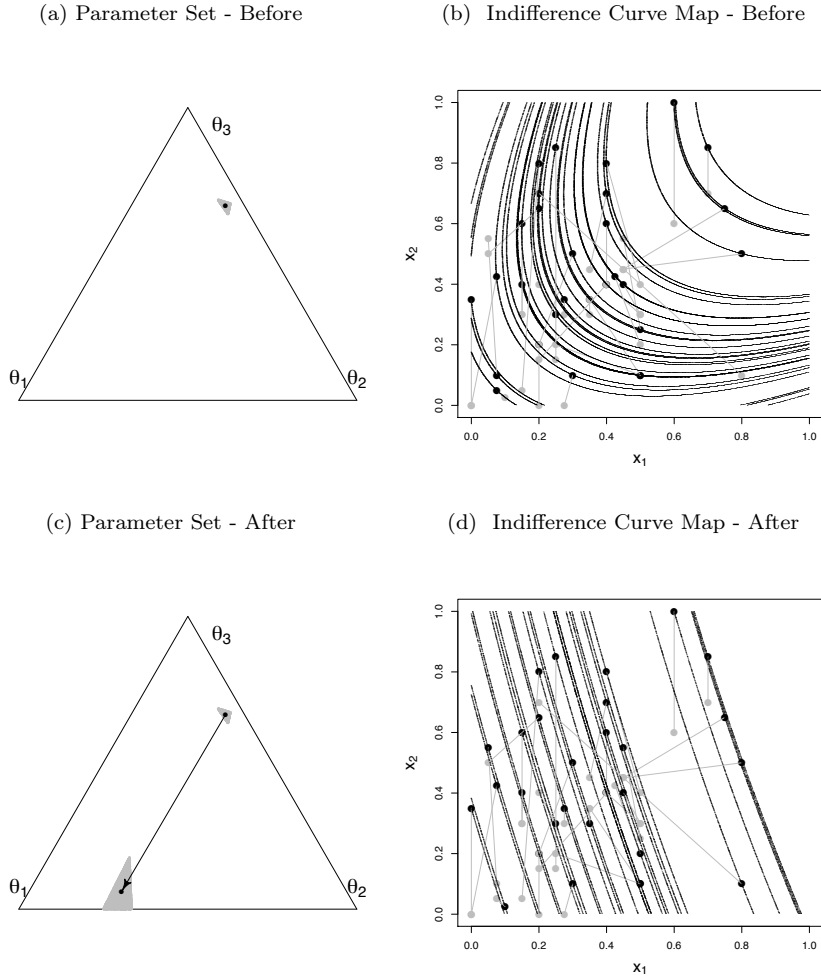 (a) Parameter Set - Before
(b) Indifference Curve Map - Before
θ3
θ1
θ2
x2
1.0
0.8
0.6
0.4
0.2
0.0
0.0 0.2 0.4 0.6 0.8 1.0
x1
(c) Parameter Set - After
(d) Indifference Curve Map - After
θ3
θ1
θ2
x2
1.0
0.8
0.6
0.4
0.2
0.0
0.0 0.2 0.4 0.6 0.8 1.0
x1